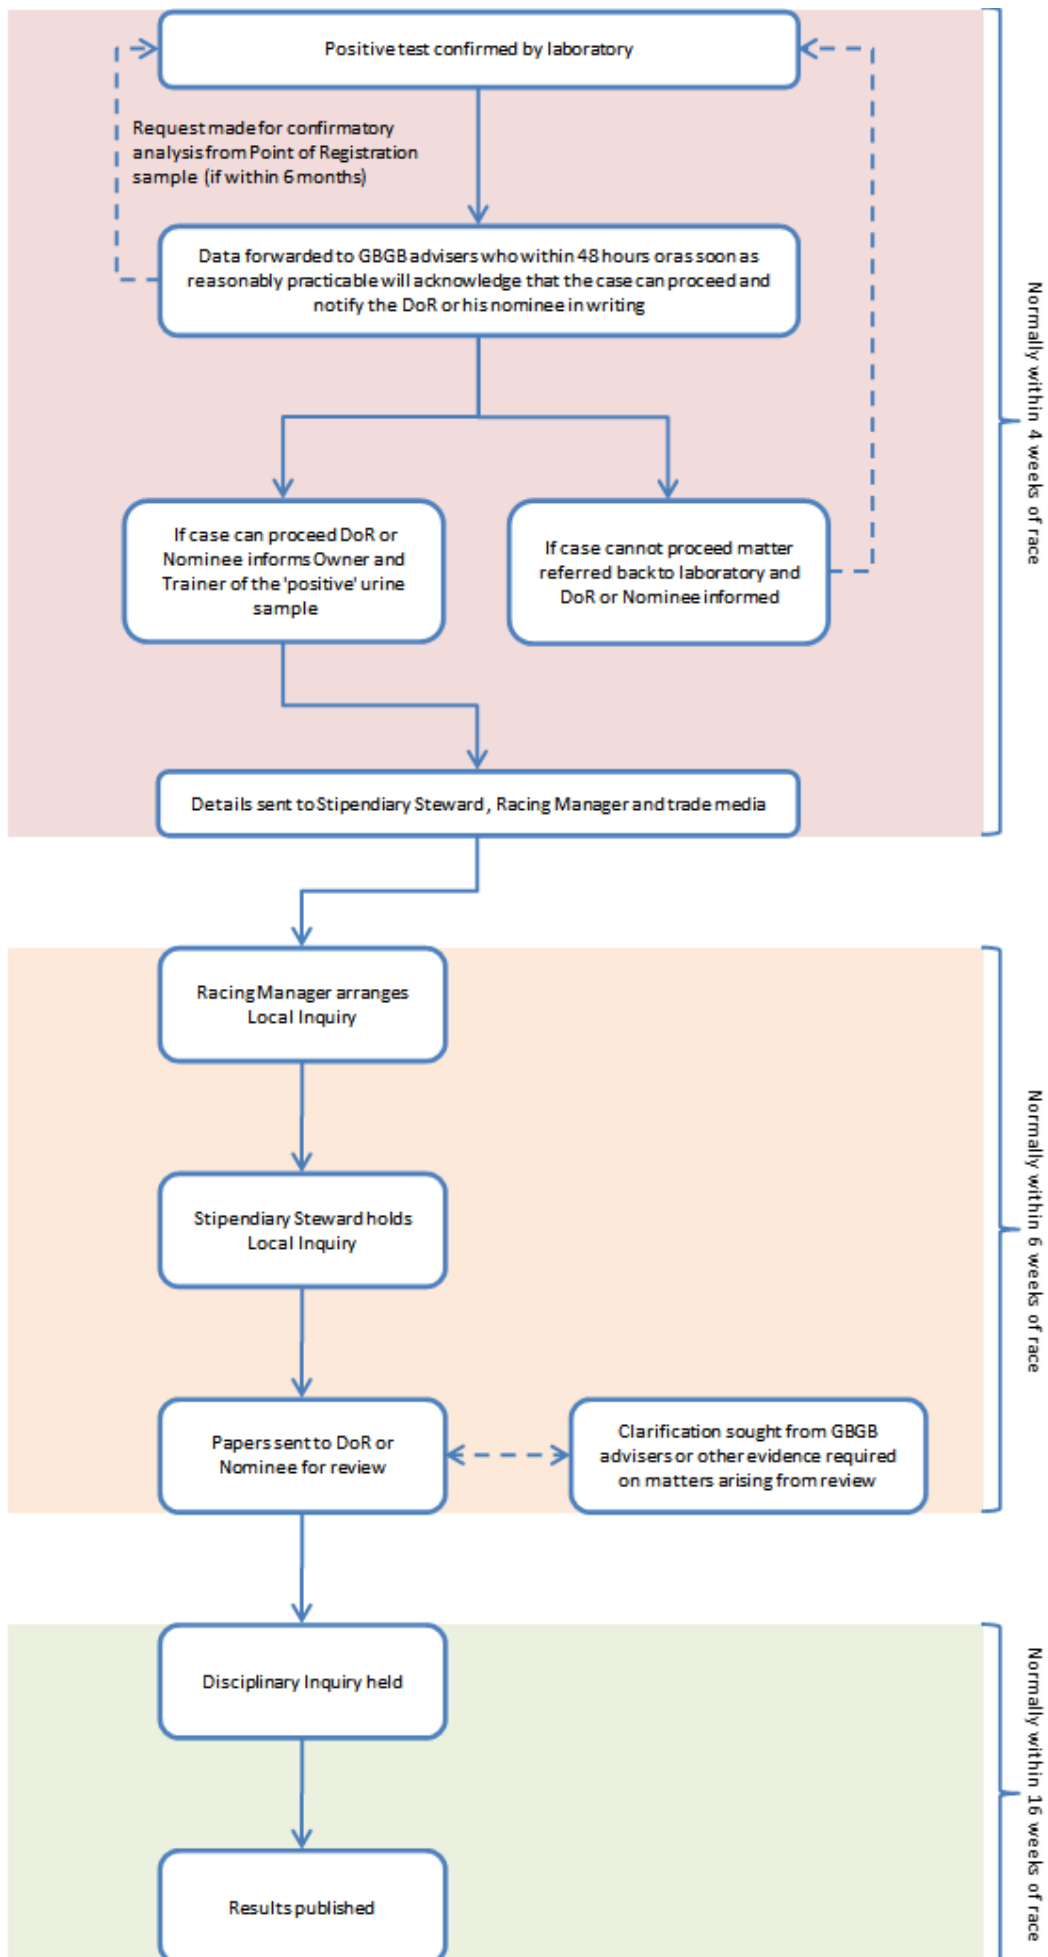 Positive test confirmed by laboratory
Request made for confirmatory
analysis from Point of Registration
sample (if within 6 months)
Data forwarded to GBGB advisers who within 48 hours or as soon as
reasonably practicable will acknowledge that the case can proceed and
notify the DoR or his nominee in writing
Normally within 4 weeks of race
If case can proceed DoR or
Nominee informs Owner and
Trainer of the 'positive' urine
sample
If case cannot proceed matter
referred back to laboratory and
DoR or Nominee informed
Details sent to Stipendiary Steward, Racing Manager and trade media
Racing Manager arranges
Local Inquiry
Normally within 6 weeks of race
Stipendiary Steward holds
Local Inquiry
Papers sent to DoR or
Nominee for review
Clarification sought from GBGB
advisers or other evidence required
on matters arising from review
Disciplinary Inquiry held
Normally within 16 weeks of race
Results published